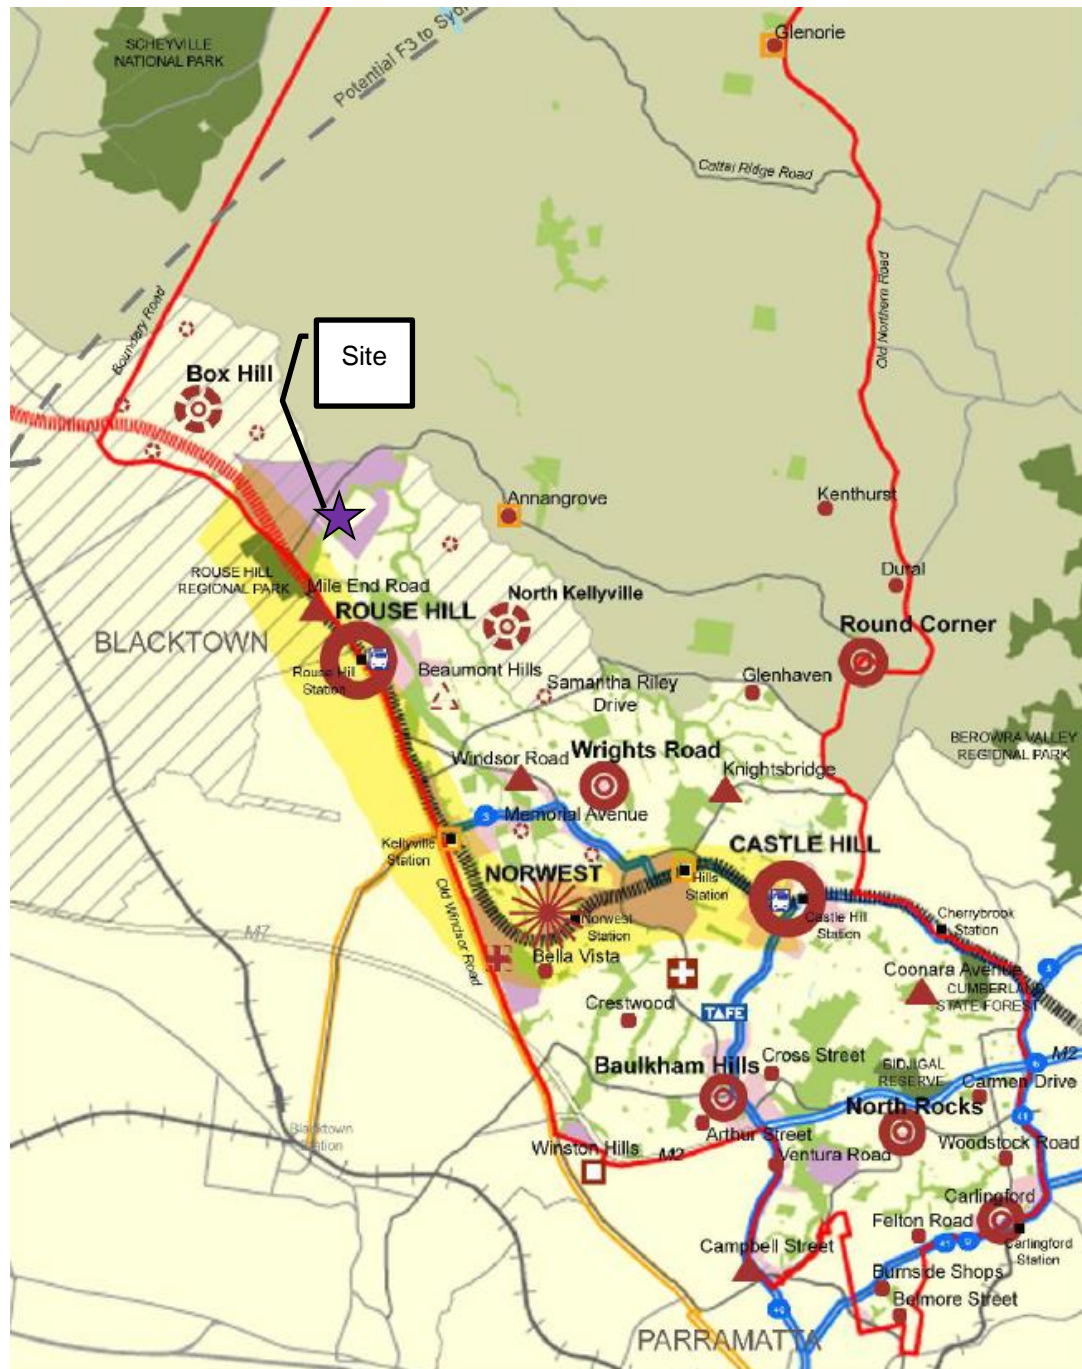 SCHEYVILLE
NATIONAL PARK
Potential F3 to Syd
Glenorie
Cattai Ridge Road
Old Northern Road
Boundary Road
Site
Box Hill
Annangrove
Kenthurst
ROUSE HILL
REGIONAL PARK
Mile End Road
Dural
North Kellyville
ROUSE HILL
BLACKTOWN
Round Corner
Rouse Hill
Station
Beaumont Hills
Samantha Riley
Drive
Glenhaven
BEROWRA VALLEY
REGIONAL PARK
Windsor Road
Wrights Road
Knightsbridge
3
Memorial Avenue
Kellyville
Station
CASTLE HILL
NORWEST
Hills
Station
Old Windsor Road
Norwest
Station
Castle Hill
Station
Cherrybrook
Station
M7
Bella Vista
Coonara Avenue
CUMBERLAND
STATE FOREST
Crestwood
TAFE
Cross Street
M2
Baulkham Hills
BIDJIGAL
RESERVE
Carmen Drive
North Rocks
41
Blacktown
Station
Arthur Street
Woodstock Road
Winston Hills
M2
Ventura Road
Carlingford
Felton Road
41
Carlingford
Station
Campbell Street
Burnside Shops
Belmore Street
PARRAMATTA